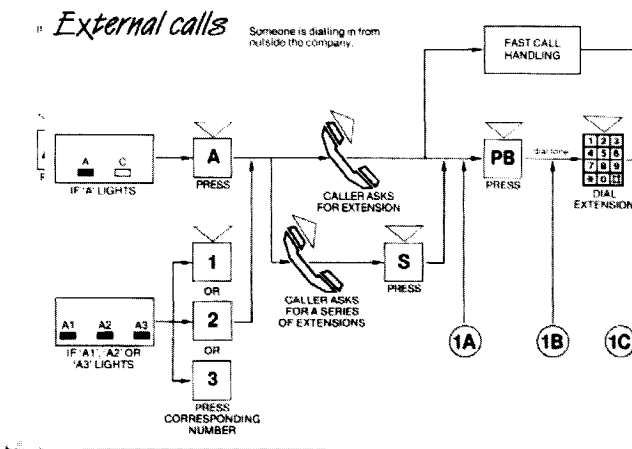 External calls
Someone is dialling in from
outside the company.
FAST CALL
HANDLING
A C
IF 'A' LIGHTS
A
PRESS
CALLER ASKS
FOR EXTENSION
PB
PRESS
dial tone
1 2 3
4 5 6
7 8 9
* 0 #
DIAL
EXTENSION
1
OR
2
OR
3
PRESS
CORRESPONDING
NUMBER
CALLER ASKS
FOR A SERIES
OF EXTENSIONS
S
PRESS
A1 A2 A3
IF 'A1', 'A2' OR
'A3' LIGHTS
1A
1B
1C